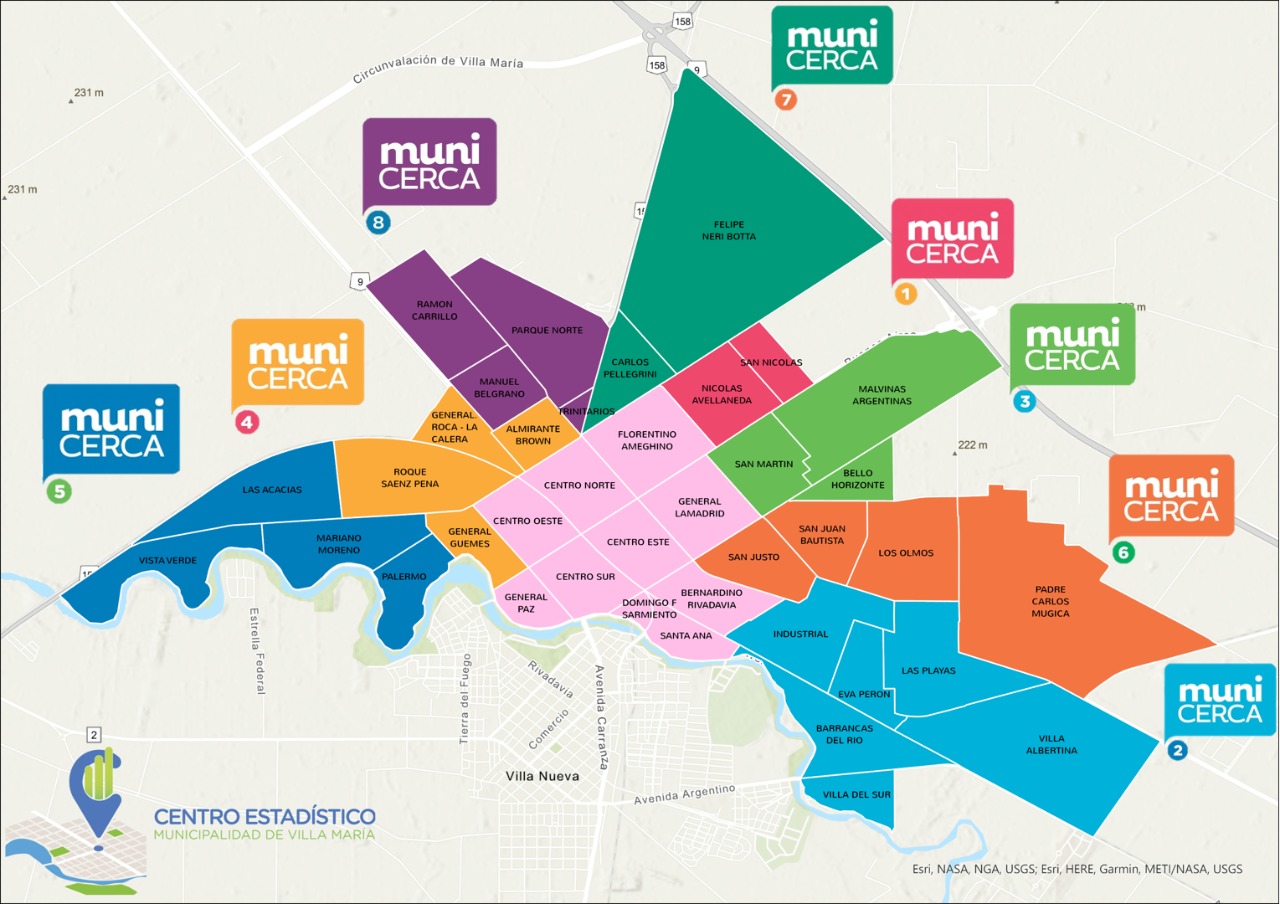 158
muni
CERCA
7
Circunvalación de Villa María
158
9
231 m
muni
CERCA
8
231 m
15
FELIPE
NERI BOTTA
muni
CERCA
1
9
RAMON
CARRILLO
PARQUE NORTE
muni
CERCA
3
muni
CERCA
4
CARLOS
PELLEGRINI
SAN NICOLAS
NICOLAS
AVELLANEDA
MALVINAS
ARGENTINAS
MANUEL
BELGRANO
TRINITARIOS
muni
CERCA
5
GENERAL
ROCA - LA
CALERA
ALMIRANTE
BROWN
FLORENTINO
AMEGHINO
222 m
SAN MARTIN
BELLO
HORIZONTE
muni
CERCA
6
ROQUE
SAENZ PENA
LAS ACACIAS
CENTRO NORTE
GENERAL
LAMADRID
CENTRO OESTE
MARIANO
MORENO
GENERAL
GUEMES
CENTRO ESTE
SAN JUAN
BAUTISTA
SAN JUSTO
LOS OLMOS
VISTA VERDE
15
PALERMO
CENTRO SUR
GENERAL
PAZ
DOMINGO F
SARMIENTO
BERNARDINO
RIVADAVIA
PADRE
CARLOS
MUGICA
SANTA ANA
INDUSTRIAL
LAS PLAYAS
EVA PERON
muni
CERCA
2
Estrella Federal
Tierra del Fuego
Rivadavia
Comercio
Avenida Carranza
BARRANCAS
DEL RIO
VILLA
ALBERTINA
2
Villa Nueva
Avenida Argentino
VILLA DEL SUR
CENTRO ESTADÍSTICO
MUNICIPALIDAD DE VILLA MARÍA
Esri, NASA, NGA, USGS; Esri, HERE, Garmin, METI/NASA, USGS